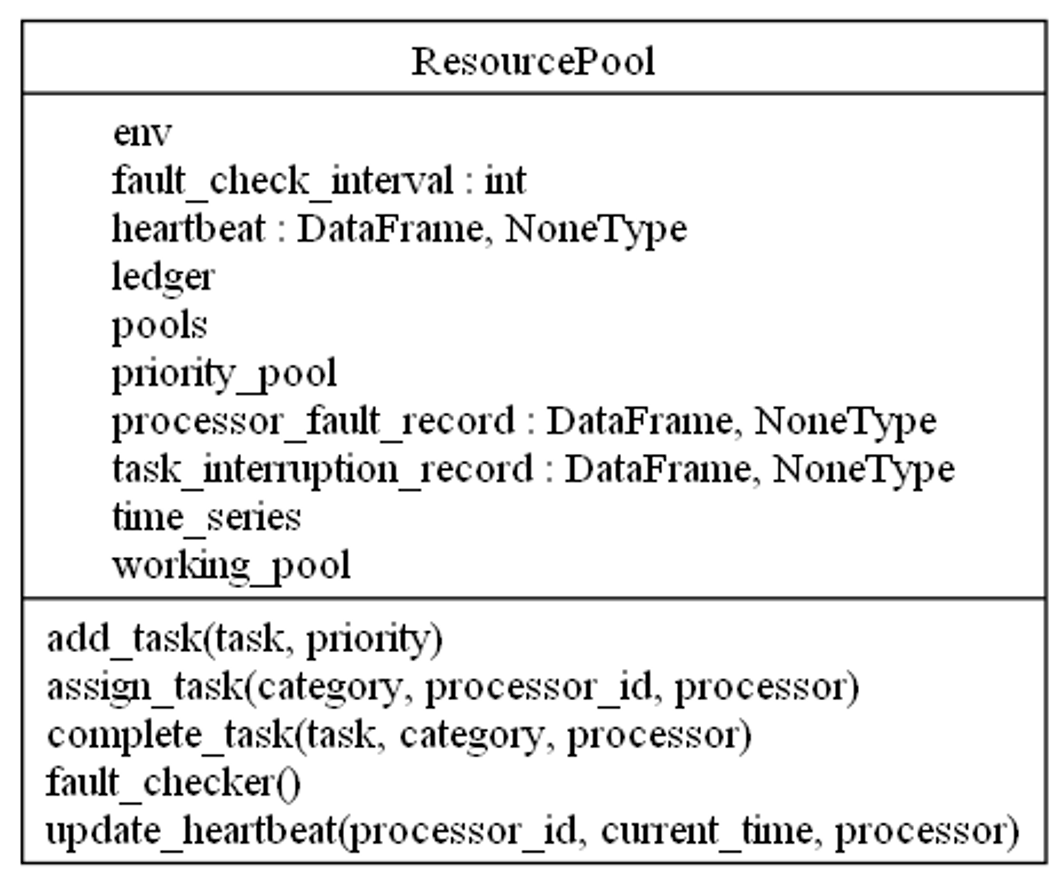 ResourcePool
env
fault_check_interval : int
heartbeat : DataFrame, NoneType
ledger
pools
priority_pool
processor_fault_record : DataFrame, NoneType
task_interruption_record : DataFrame, NoneType
time_series
working_pool
add_task(task, priority)
assign_task(category, processor_id, processor)
complete_task(task, category, processor)
fault_checker()
update_heartbeat(processor_id, current_time, processor)